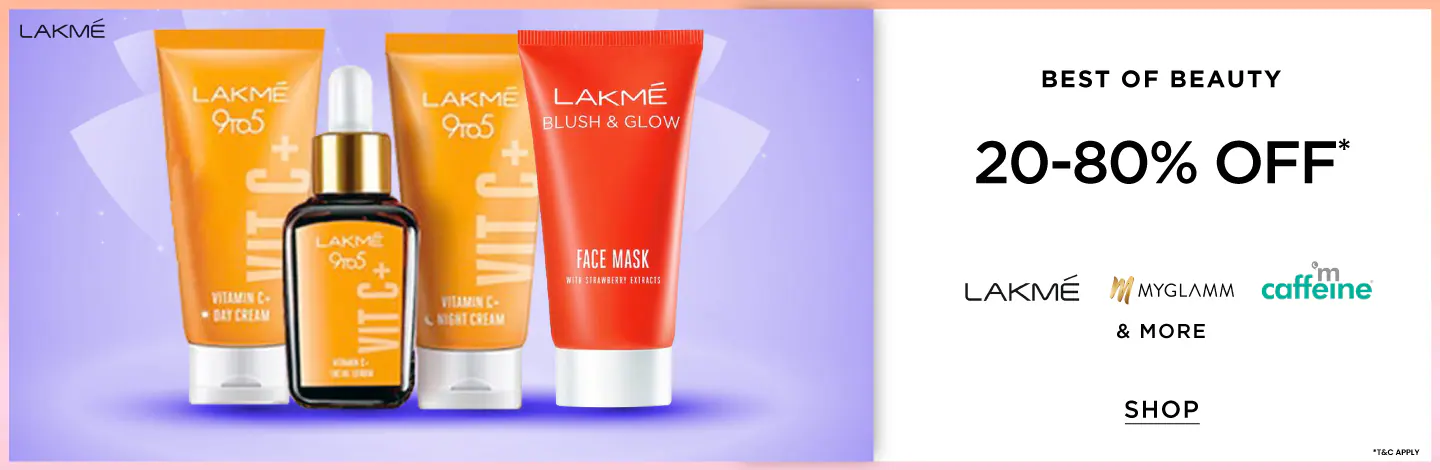 LAKMÉ
LAKMÉ
9TO5
VIT C+
VITAMIN C+
DAY CREAM
LAKMÉ
9TO5
VIT C+
VITAMIN C+
FACIAL SERUM
LAKMÉ
9TO5
VIT C+
VITAMIN C+
NIGHT CREAM
LAKMÉ
BLUSH & GLOW
FACE MASK
WITH STRAWBERRY EXTRACTS
BEST OF BEAUTY
20-80% OFF*
LAKMÉ
MYGLAMM
'm
caffeine
& MORE
SHOP
*T&C APPLY